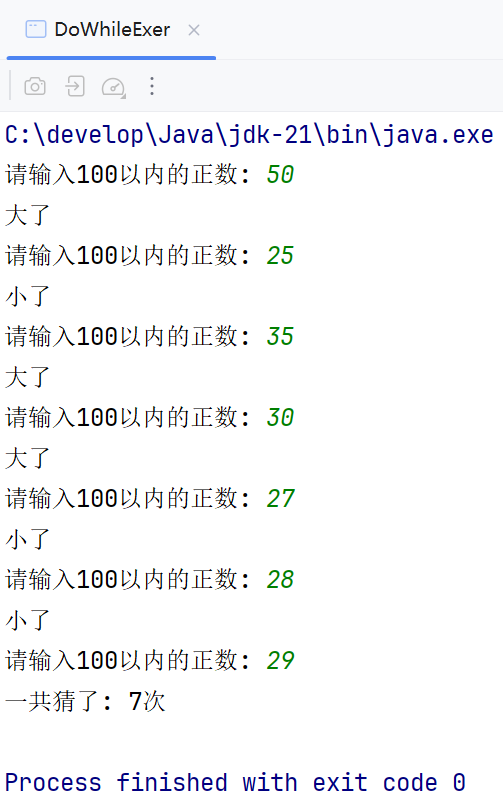 DoWhileExer
C:\develop\Java\jdk-21\bin\java.exe
请输入100以内的正数: 50
大了
请输入100以内的正数: 25
小了
请输入100以内的正数: 35
大了
请输入100以内的正数: 30
大了
请输入100以内的正数: 27
小了
请输入100以内的正数: 28
小了
请输入100以内的正数: 29
一共猜了: 7次
Process finished with exit code 0